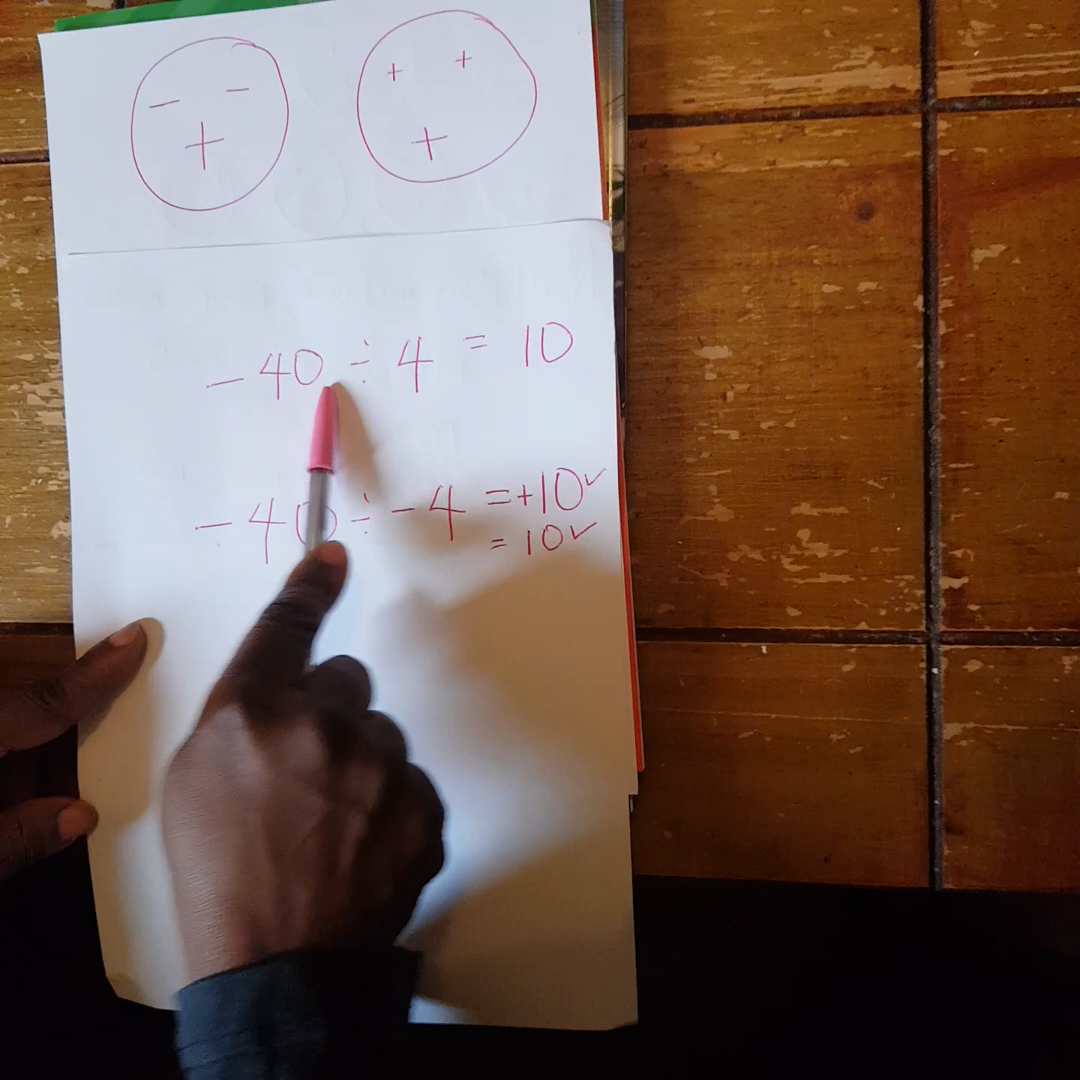 − − +
+ + +
− 40 ÷ 4 = 10
− 40 ÷ − 4 = +10 ✓
= 10 ✓